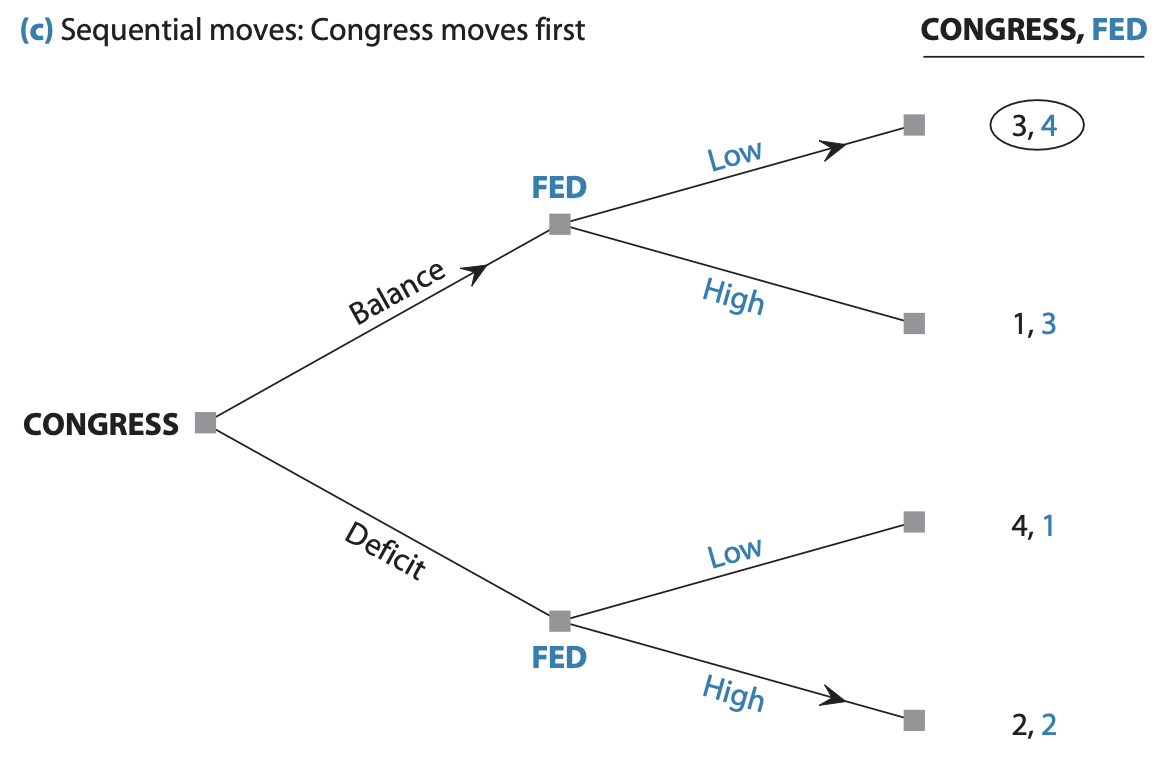 (c) Sequential moves: Congress moves first
CONGRESS, FED
Low
3, 4
FED
Balance
High
1, 3
CONGRESS
Low
4, 1
Deficit
FED
High
2, 2